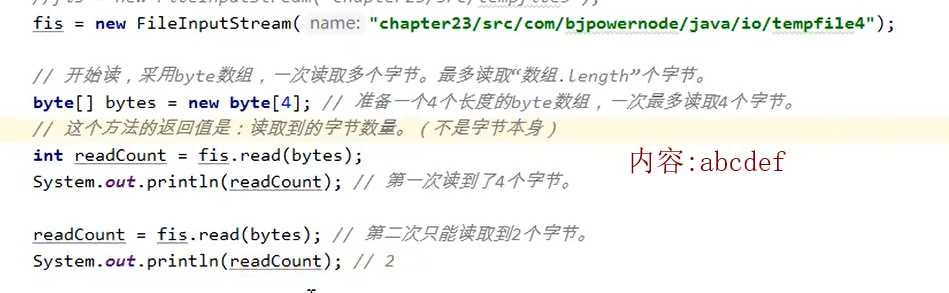 //fis = new FileInputStream("chapter23/src/tempfile3");
fis = new FileInputStream( name: "chapter23/src/com/bjpowernode/java/io/tempfile4");
// 开始读，采用byte数组，一次读取多个字节。最多读取“数组.length”个字节。
byte[] bytes = new byte[4]; // 准备一个4个长度的byte数组，一次最多读取4个字节。
// 这个方法的返回值是：读取到的字节数量。（不是字节本身）
int readCount = fis.read(bytes);
内容:abcdef
System.out.println(readCount); // 第一次读到了4个字节。
readCount = fis.read(bytes); // 第二次只能读取到2个字节。
System.out.println(readCount); // 2